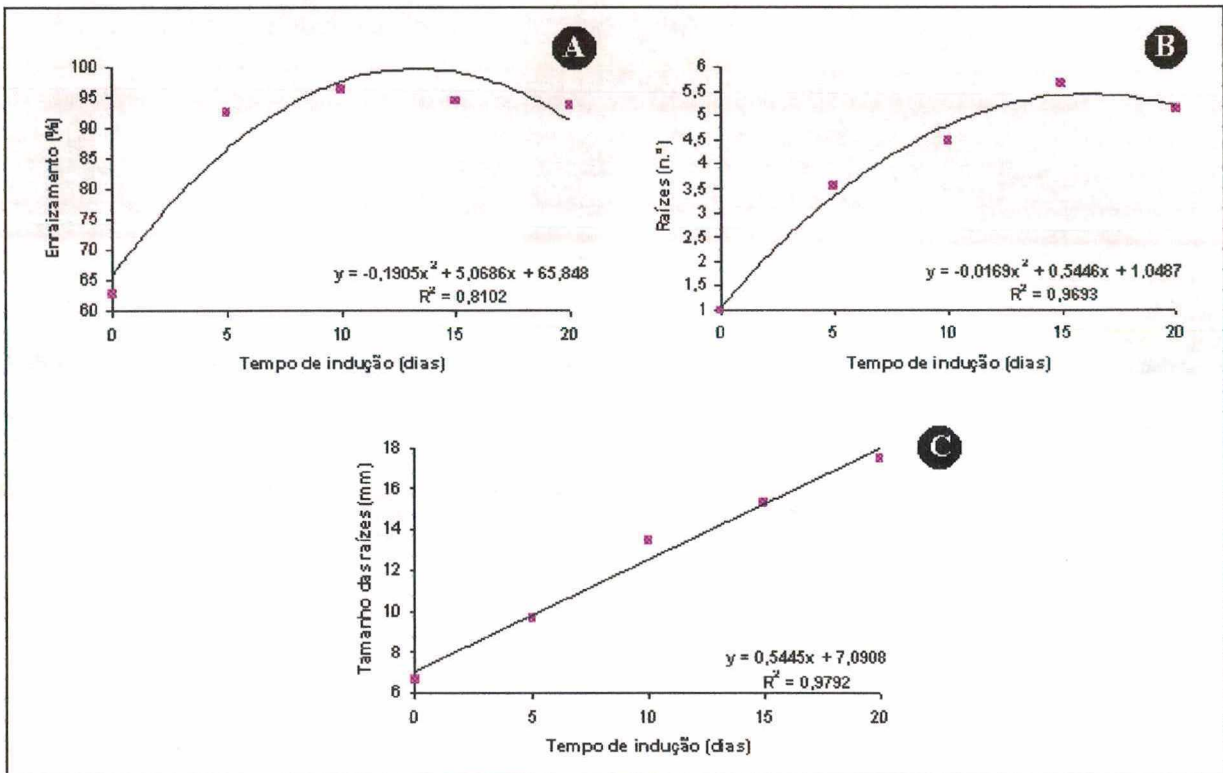 A
Enraizamento (%)
100
95
90
85
80
75
70
65
60
y = -0,1905x² + 5,0686x + 65,848
R² = 0,8102
0 5 10 15 20
Tempo de indução (dias)
B
Raízes (n.º)
6
5,5
5
4,5
4
3,5
3
2,5
2
1,5
1
y = -0,0169x² + 0,5446x + 1,0487
R² = 0,9693
0 5 10 15 20
Tempo de indução (dias)
C
Tamanho das raízes (mm)
18
16
14
12
10
8
6
y = 0,5445x + 7,0908
R² = 0,9792
0 5 10 15 20
Tempo de indução (dias)